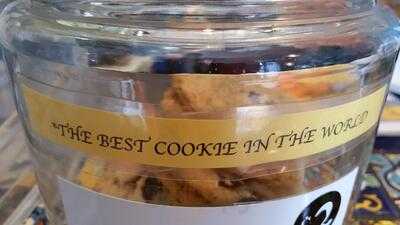 "THE BEST COOKIE IN THE WORLD